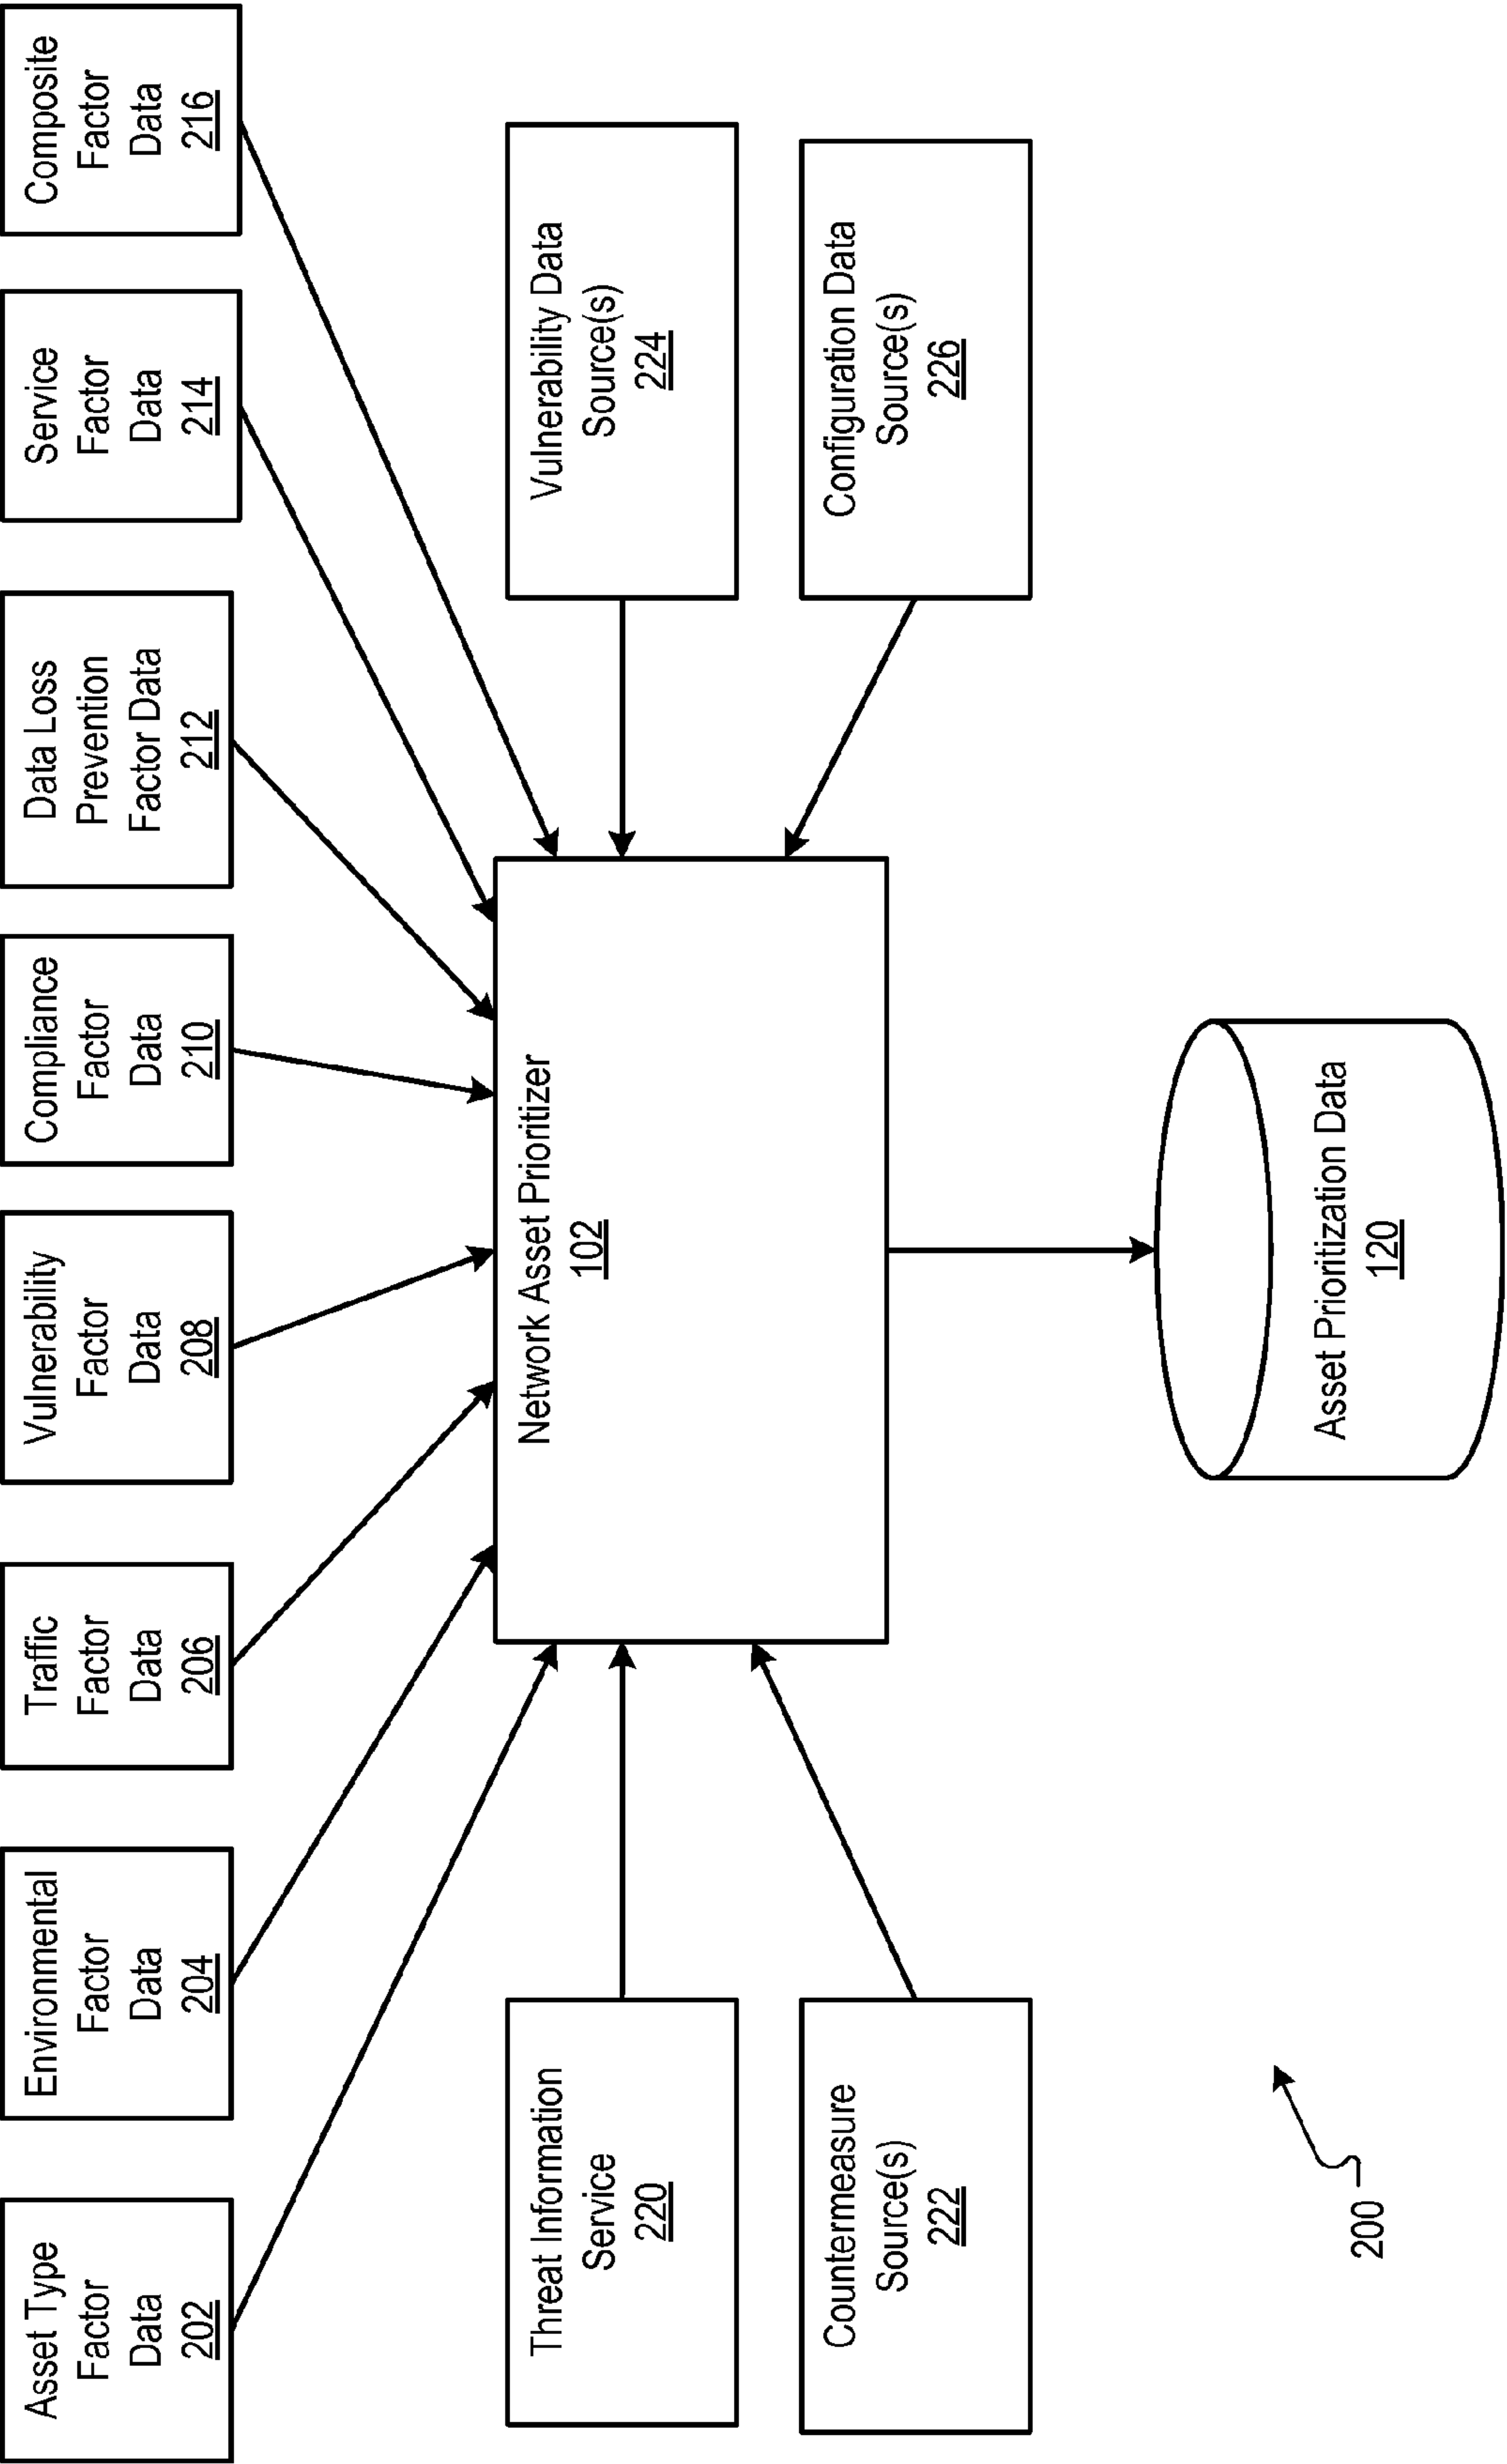 Asset Type
Factor
Data
202
Environmental
Factor
Data
204
Traffic
Factor
Data
206
Vulnerability
Factor
Data
208
Compliance
Factor
Data
210
Data Loss
Prevention
Factor Data
212
Service
Factor
Data
214
Composite
Factor
Data
216
Threat Information
Service
220
Network Asset Prioritizer
102
Vulnerability Data
Source(s)
224
Countermeasure
Source(s)
222
Configuration Data
Source(s)
226
Asset Prioritization Data
120
200